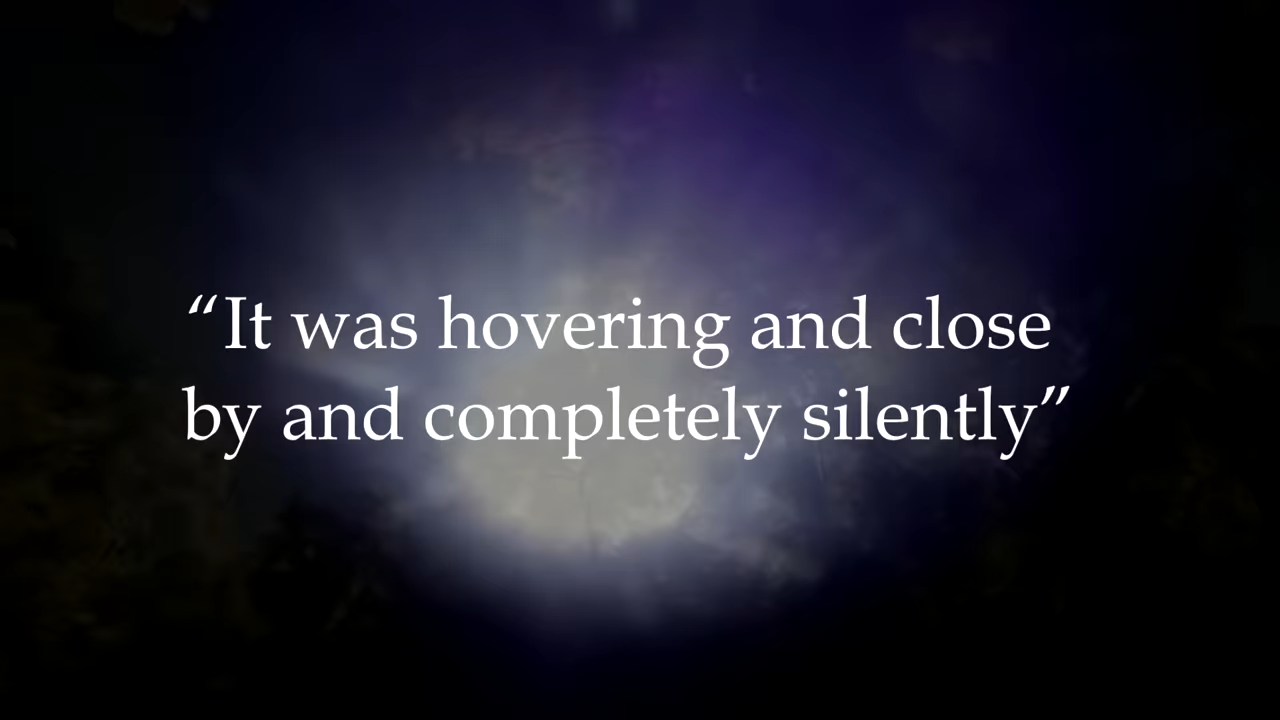 “It was hovering and close
by and completely silently”